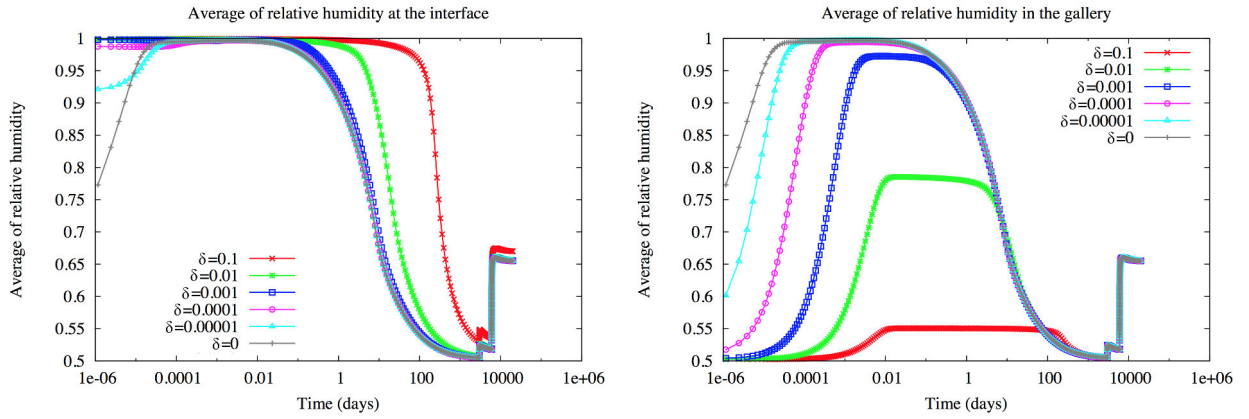 Average of relative humidity at the interface
Average of relative humidity
1
0.95
0.9
0.85
0.8
0.75
0.7
0.65
0.6
0.55
0.5
δ=0.1
δ=0.01
δ=0.001
δ=0.0001
δ=0.00001
δ=0
1e-06
0.0001
0.01
1
100
10000
1e+06
Time (days)
Average of relative humidity in the gallery
Average of relative humidity
1
0.95
0.9
0.85
0.8
0.75
0.7
0.65
0.6
0.55
0.5
δ=0.1
δ=0.01
δ=0.001
δ=0.0001
δ=0.00001
δ=0
1e-06
0.0001
0.01
1
100
10000
1e+06
Time (days)